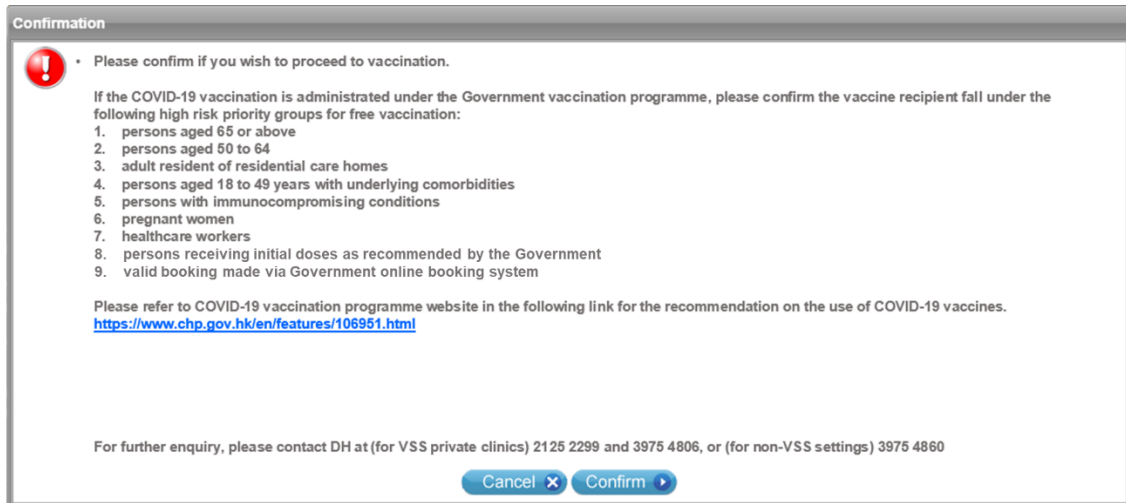 Confirmation
• Please confirm if you wish to proceed to vaccination.
If the COVID-19 vaccination is administrated under the Government vaccination programme, please confirm the vaccine recipient fall under the
following high risk priority groups for free vaccination:
1. persons aged 65 or above
2. persons aged 50 to 64
3. adult resident of residential care homes
4. persons aged 18 to 49 years with underlying comorbidities
5. persons with immunocompromising conditions
6. pregnant women
7. healthcare workers
8. persons receiving initial doses as recommended by the Government
9. valid booking made via Government online booking system
Please refer to COVID-19 vaccination programme website in the following link for the recommendation on the use of COVID-19 vaccines.
https://www.chp.gov.hk/en/features/106951.html
For further enquiry, please contact DH at (for VSS private clinics) 2125 2299 and 3975 4806, or (for non-VSS settings) 3975 4860
Cancel Confirm